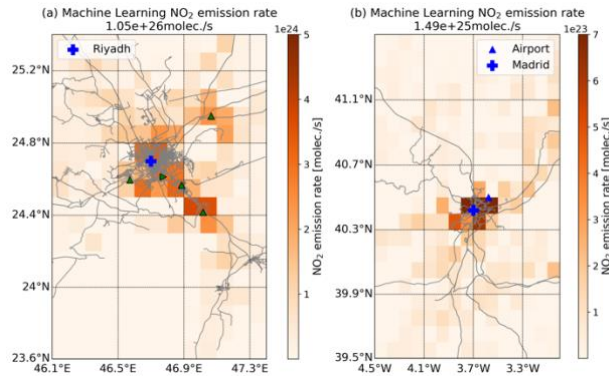 (a) Machine Learning NO₂ emission rate
1.05e+26molec./s
1e24
Riyadh
25.2°N
24.8°N
24.4°N
24°N
23.6°N
46.1°E 46.5°E 46.9°E 47.3°E
5
4
3
2
1
NO₂ emission rate [molec./s]
(b) Machine Learning NO₂ emission rate
1.49e+25molec./s
1e23
Airport
Madrid
41.1°N
40.7°N
40.3°N
39.9°N
39.5°N
4.5°W 4.1°W 3.7°W 3.3°W
7
6
5
4
3
2
1
NO₂ emission rate [molec./s]